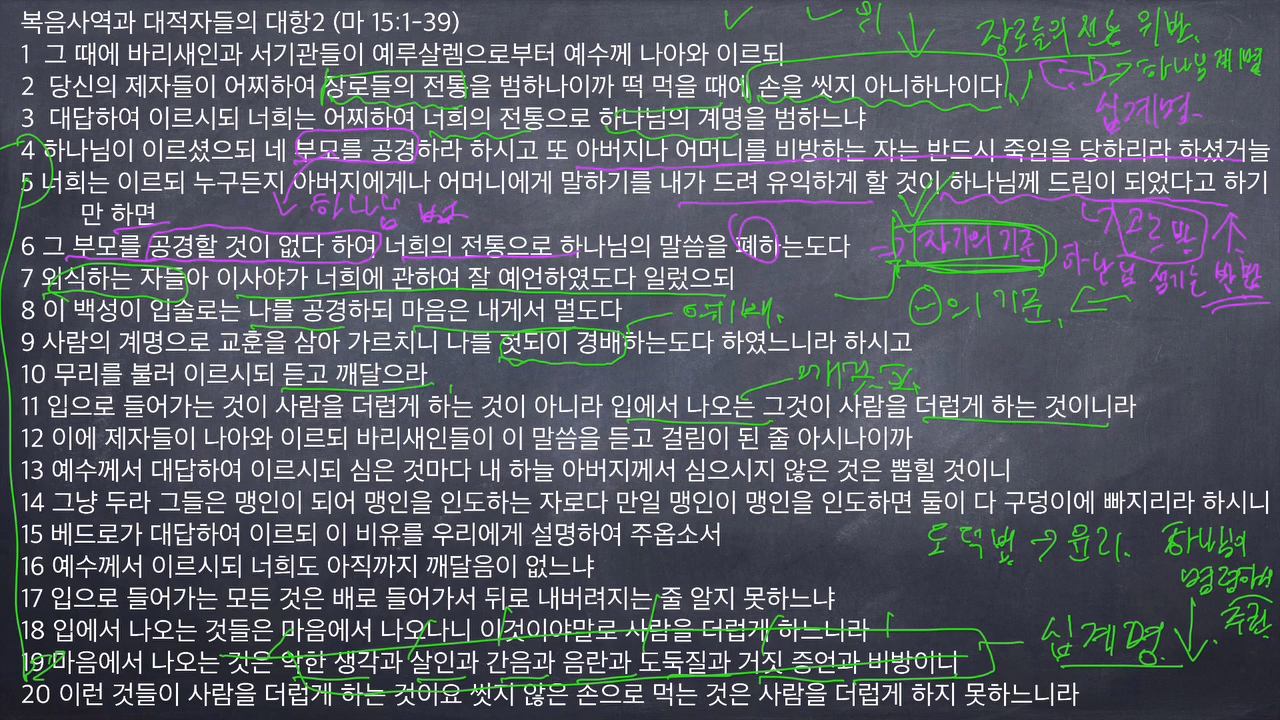 복음사역과 대적자들의 대항2 (마 15:1-39)
위
장로들의 전통 위반.
1 그 때에 바리새인과 서기관들이 예루살렘으로부터 예수께 나아와 이르되
2 당신의 제자들이 어찌하여 장로들의 전통을 범하나이까 떡 먹을 때에 손을 씻지 아니하나이다
하나님 계명
십계명
3 대답하여 이르시되 너희는 어찌하여 너희의 전통으로 하나님의 계명을 범하느냐
4 하나님이 이르셨으되 네 부모를 공경하라 하시고 또 아버지나 어머니를 비방하는 자는 반드시 죽임을 당하리라 하셨거늘
5 너희는 이르되 누구든지 아버지에게나 어머니에게 말하기를 내가 드려 유익하게 할 것이 하나님께 드림이 되었다고 하기
만 하면
하나님 법
고르반
6 그 부모를 공경할 것이 없다 하여 너희의 전통으로 하나님의 말씀을 폐하는도다
자기의 기준
하나님 섬기는 방법
7 외식하는 자들아 이사야가 너희에 관하여 잘 예언하였도다 일렀으되
의 기준
8 이 백성이 입술로는 나를 공경하되 마음은 내게서 멀도다
예배.
9 사람의 계명으로 교훈을 삼아 가르치니 나를 헛되이 경배하는도다 하였느니라 하시고
10 무리를 불러 이르시되 듣고 깨달으라
11 입으로 들어가는 것이 사람을 더럽게 하는 것이 아니라 입에서 나오는 그것이 사람을 더럽게 하는 것이니라
12 이에 제자들이 나아와 이르되 바리새인들이 이 말씀을 듣고 걸림이 된 줄 아시나이까
13 예수께서 대답하여 이르시되 심은 것마다 내 하늘 아버지께서 심으시지 않은 것은 뽑힐 것이니
14 그냥 두라 그들은 맹인이 되어 맹인을 인도하는 자로다 만일 맹인이 맹인을 인도하면 둘이 다 구덩이에 빠지리라 하시니
15 베드로가 대답하여 이르되 이 비유를 우리에게 설명하여 주옵소서
도덕법 → 윤리.
하나님의
16 예수께서 이르시되 너희도 아직까지 깨달음이 없느냐
17 입으로 들어가는 모든 것은 배로 들어가서 뒤로 내버려지는 줄 알지 못하느냐
18 입에서 나오는 것들은 마음에서 나오나니 이것이야말로 사람을 더럽게 하느니라
십계명
19 마음에서 나오는 것은 악한 생각과 살인과 간음과 음란과 도둑질과 거짓 증언과 비방이니
20 이런 것들이 사람을 더럽게 하는 것이요 씻지 않은 손으로 먹는 것은 사람을 더럽게 하지 못하느니라